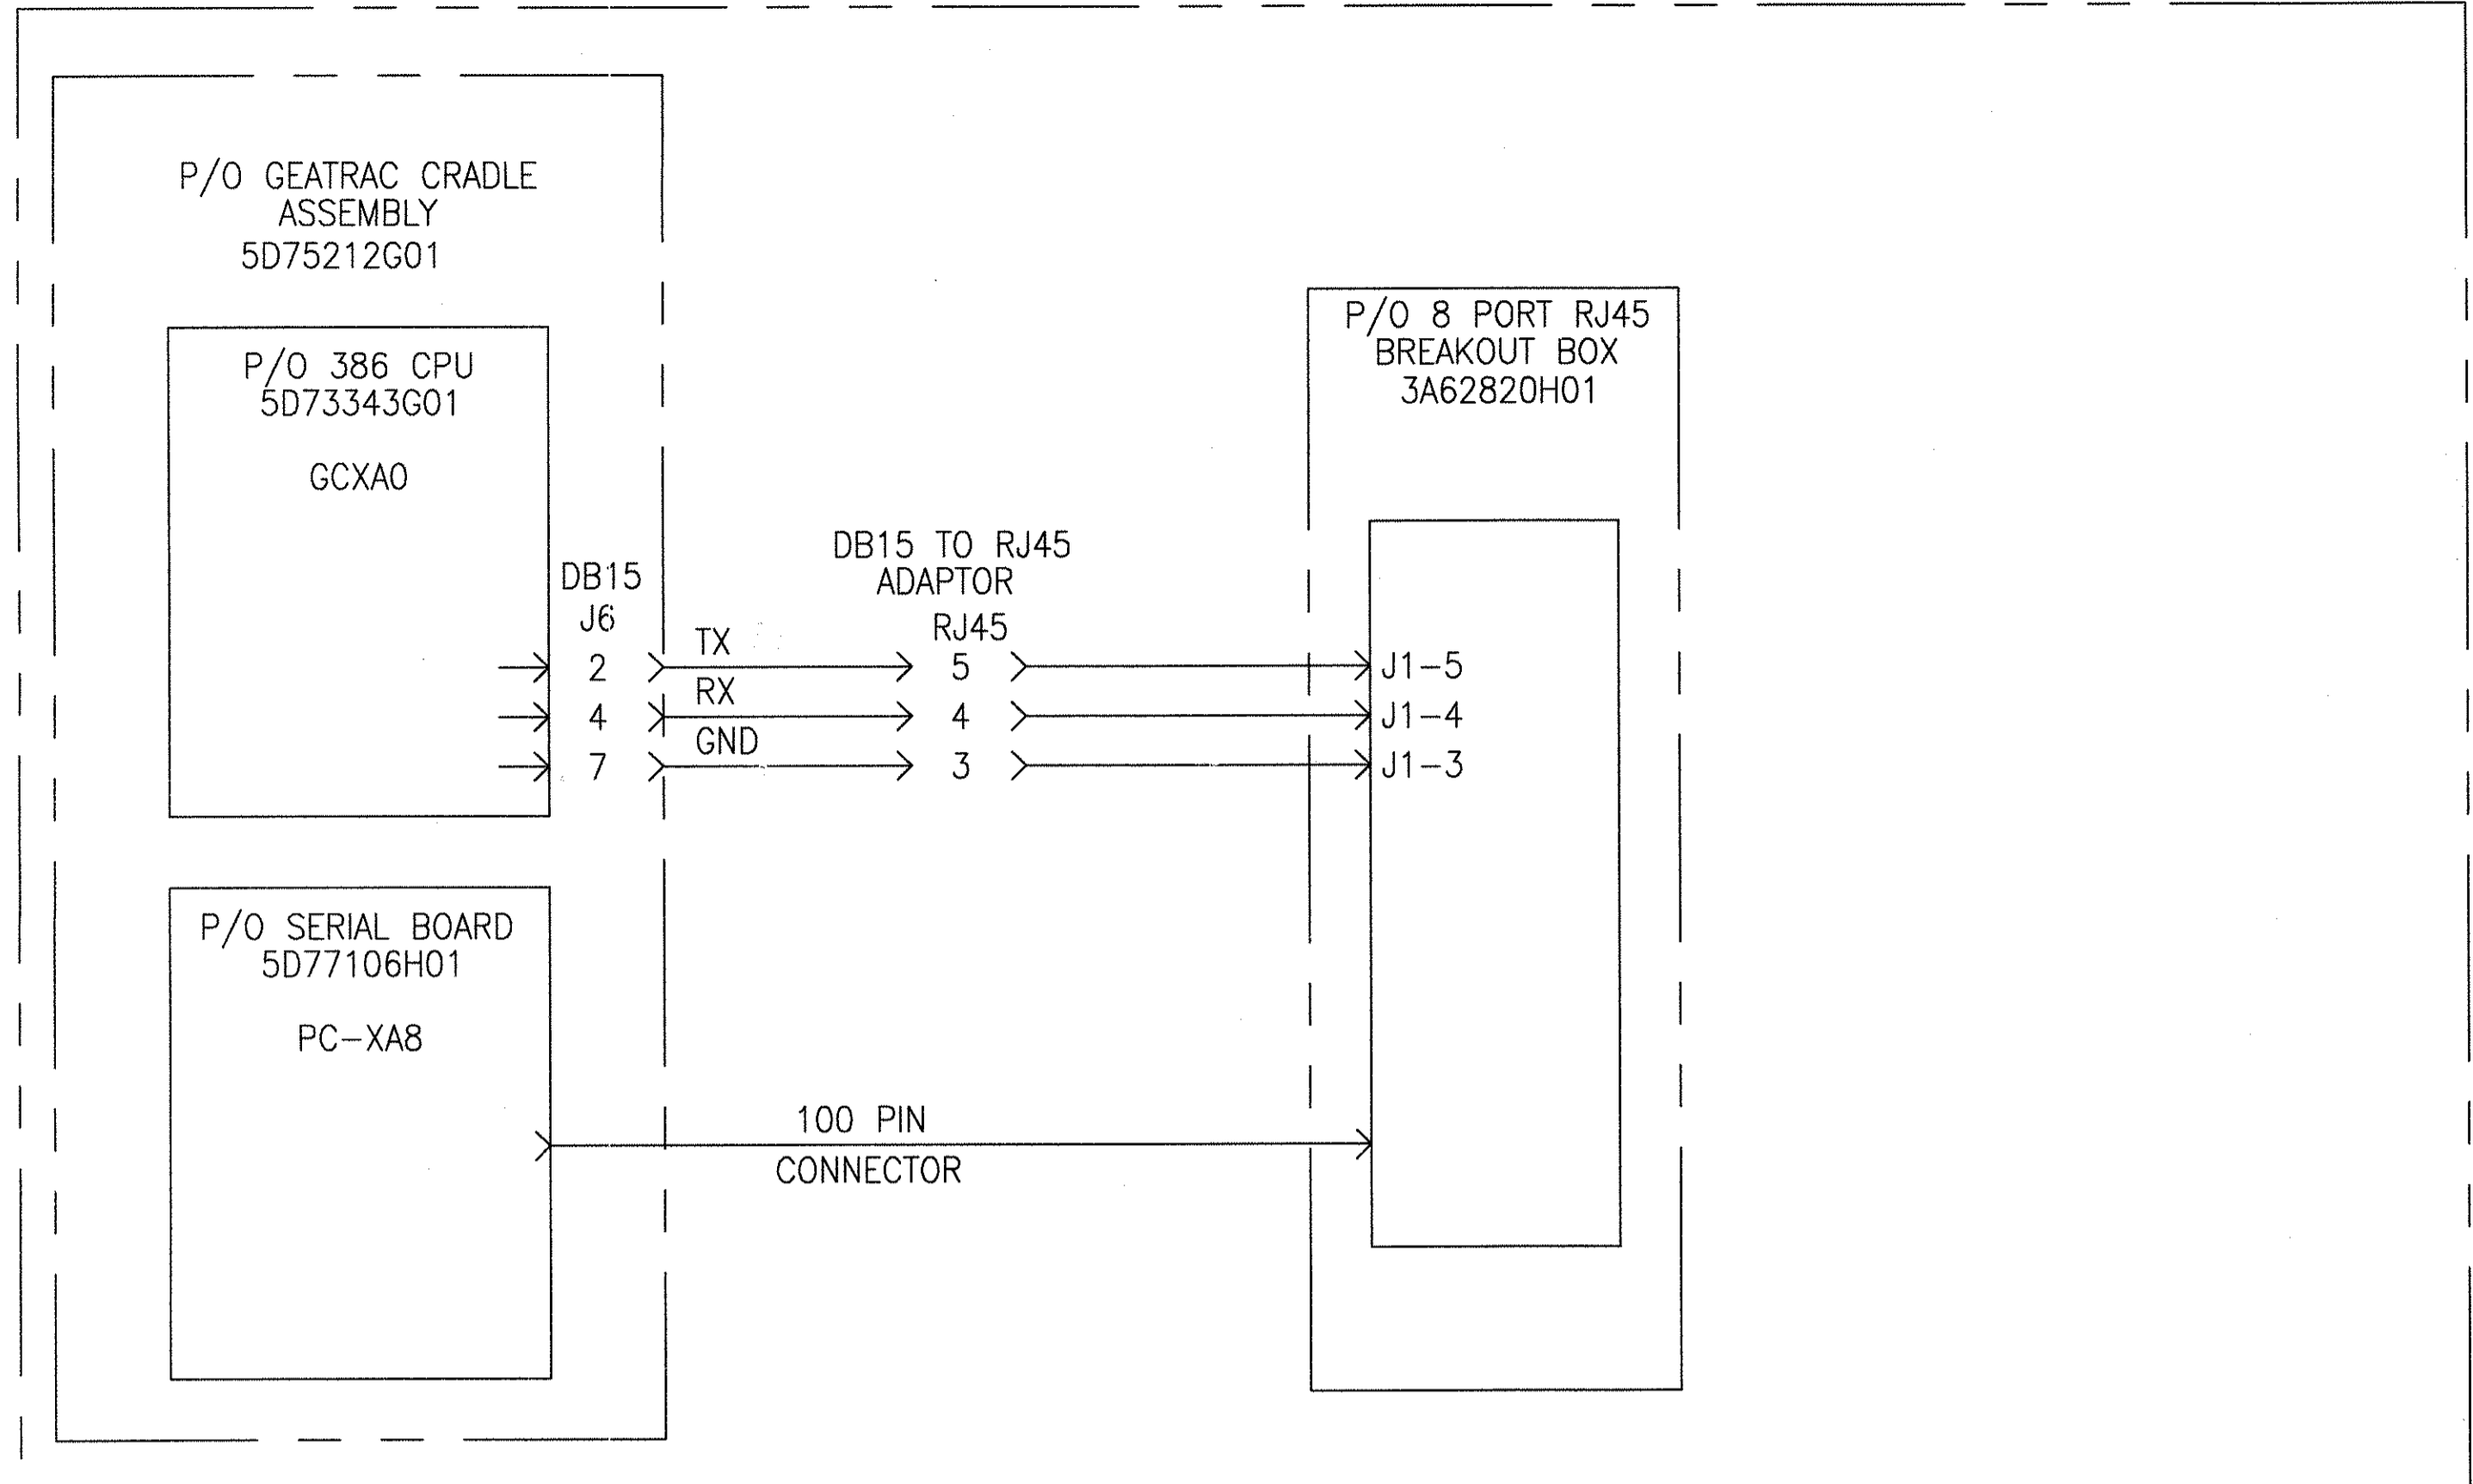 P/O GEATRAC CRADLE
ASSEMBLY
5D75212G01
P/O 386 CPU
5D73343G01
GCXA0
DB15
J6
2
4
7
TX
RX
GND
DB15 TO RJ45
ADAPTOR
RJ45
5
4
3
P/O 8 PORT RJ45
BREAKOUT BOX
3A62820H01
J1-5
J1-4
J1-3
P/O SERIAL BOARD
5D77106H01
PC-XA8
100 PIN
CONNECTOR